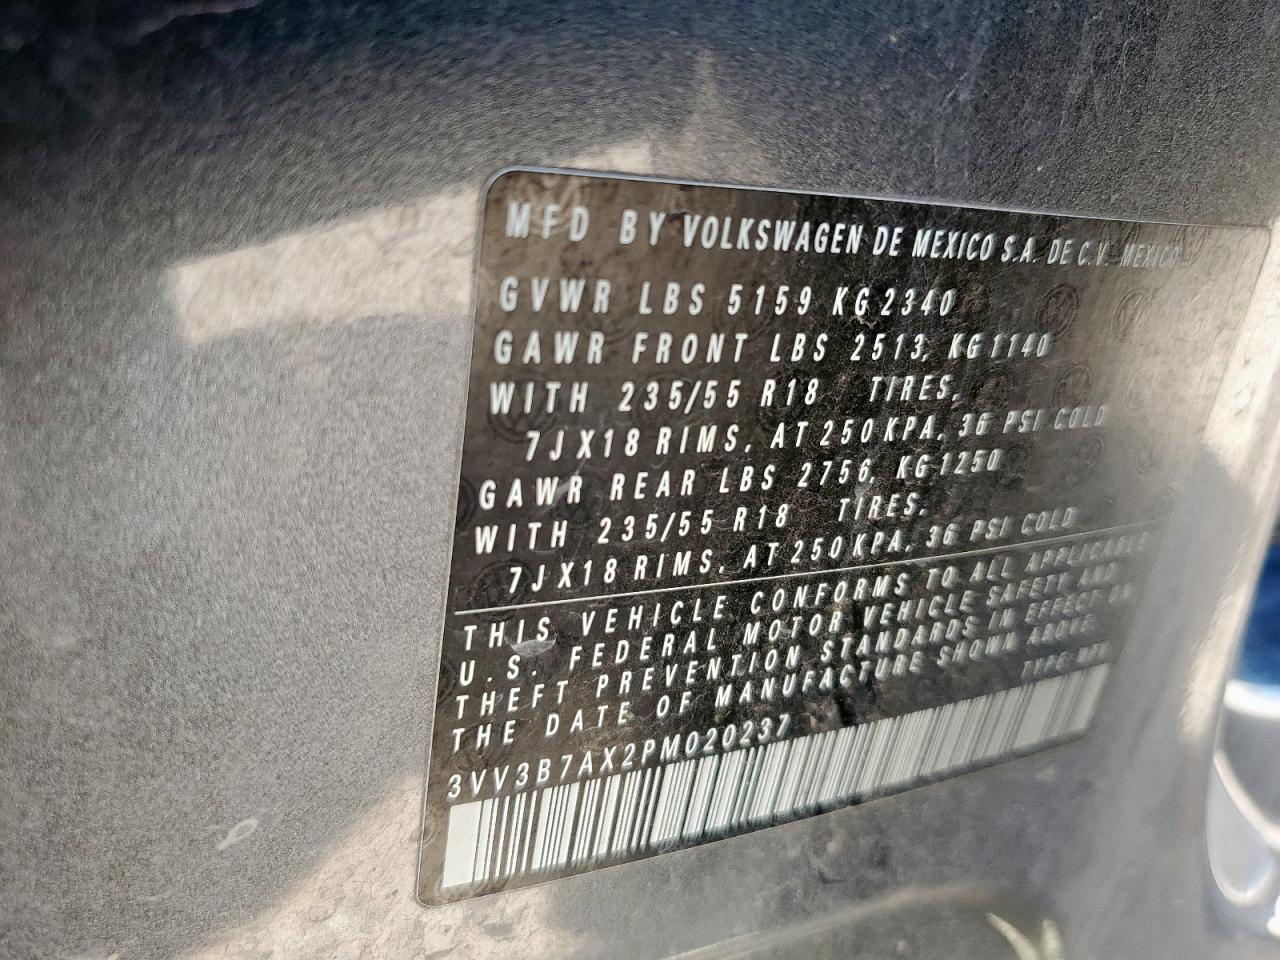 MFD BY VOLKSWAGEN DE MEXICO S.A. DE C.V. MEXICO
GVWR LBS 5159 KG 2340
GAWR FRONT LBS 2513, KG 1140
WITH 235/55 R18 TIRES,
7JX18 RIMS, AT 250 KPA, 36 PSI COLD
GAWR REAR LBS 2756, KG 1250
WITH 235/55 R18 TIRES,
7JX18 RIMS, AT 250 KPA, 36 PSI COLD
THIS VEHICLE CONFORMS TO ALL APPLICABLE
U.S. FEDERAL MOTOR VEHICLE SAFETY AND
THEFT PREVENTION STANDARDS IN EFFECT ON
THE DATE OF MANUFACTURE SHOWN ABOVE
3VV3B7AX2PM020237 TYPE: